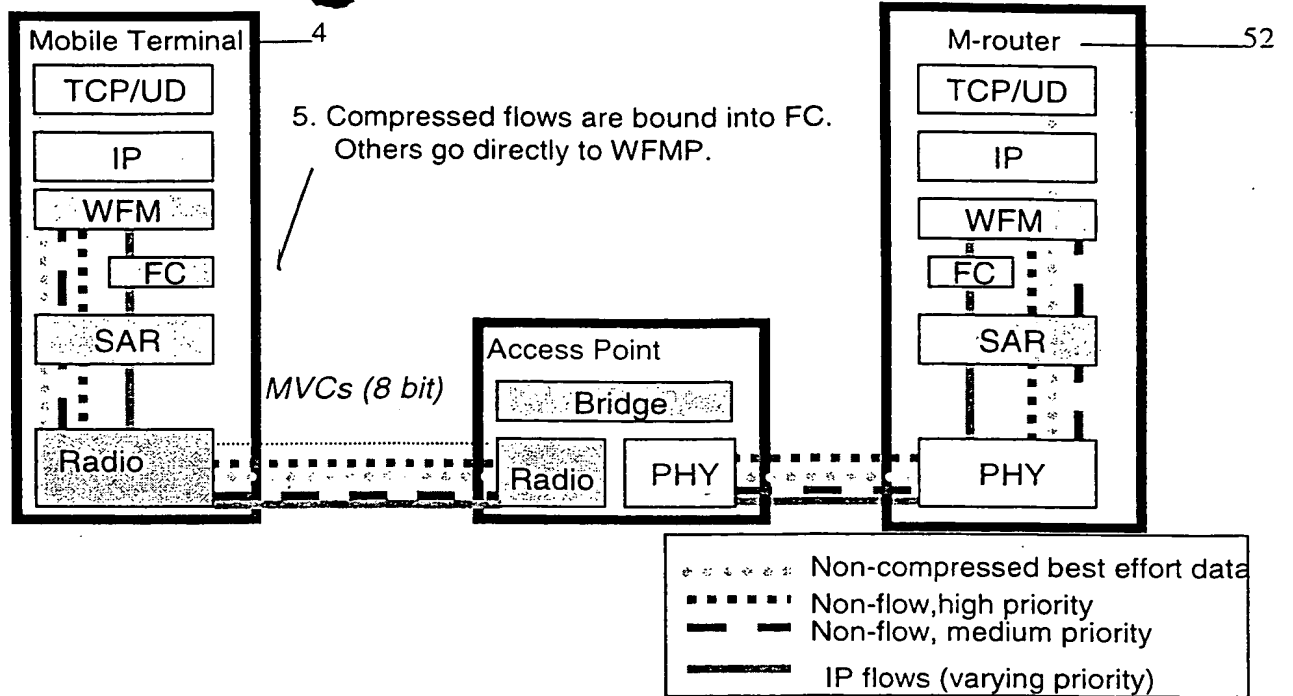 Mobile Terminal 4
TCP/UD
IP
WFM
FC
SAR
Radio
5. Compressed flows are bound into FC.
Others go directly to WFMP.
MVCs (8 bit)
Access Point
Bridge
Radio
PHY
M-router 52
TCP/UD
IP
WFM
FC
SAR
PHY
Non-compressed best effort data
Non-flow,high priority
Non-flow, medium priority
IP flows (varying priority)